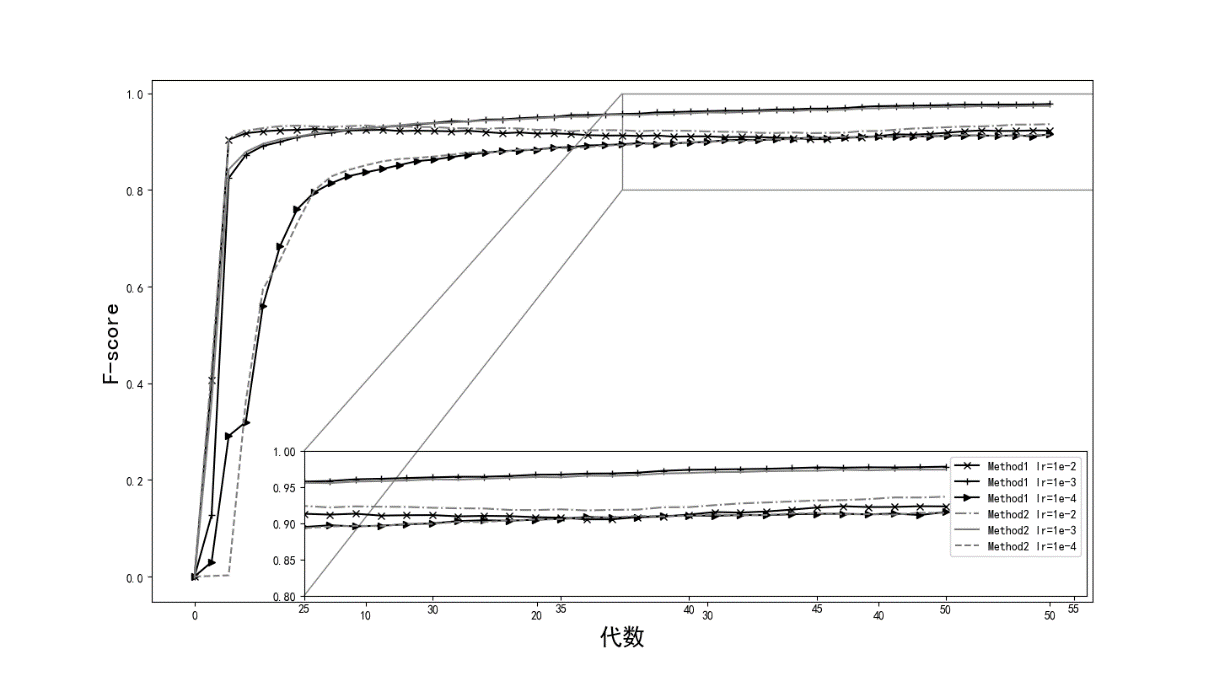 1.0
0.8
0.6
0.4
0.2
0.0
F-score
1.00
0.95
0.90
0.85
0.80
Method1 lr=1e-2
Method1 lr=1e-3
Method1 lr=1e-4
Method2 lr=1e-2
Method2 lr=1e-3
Method2 lr=1e-4
25 30 35 40 45 50 55
0 10 20 30 40 50
代数